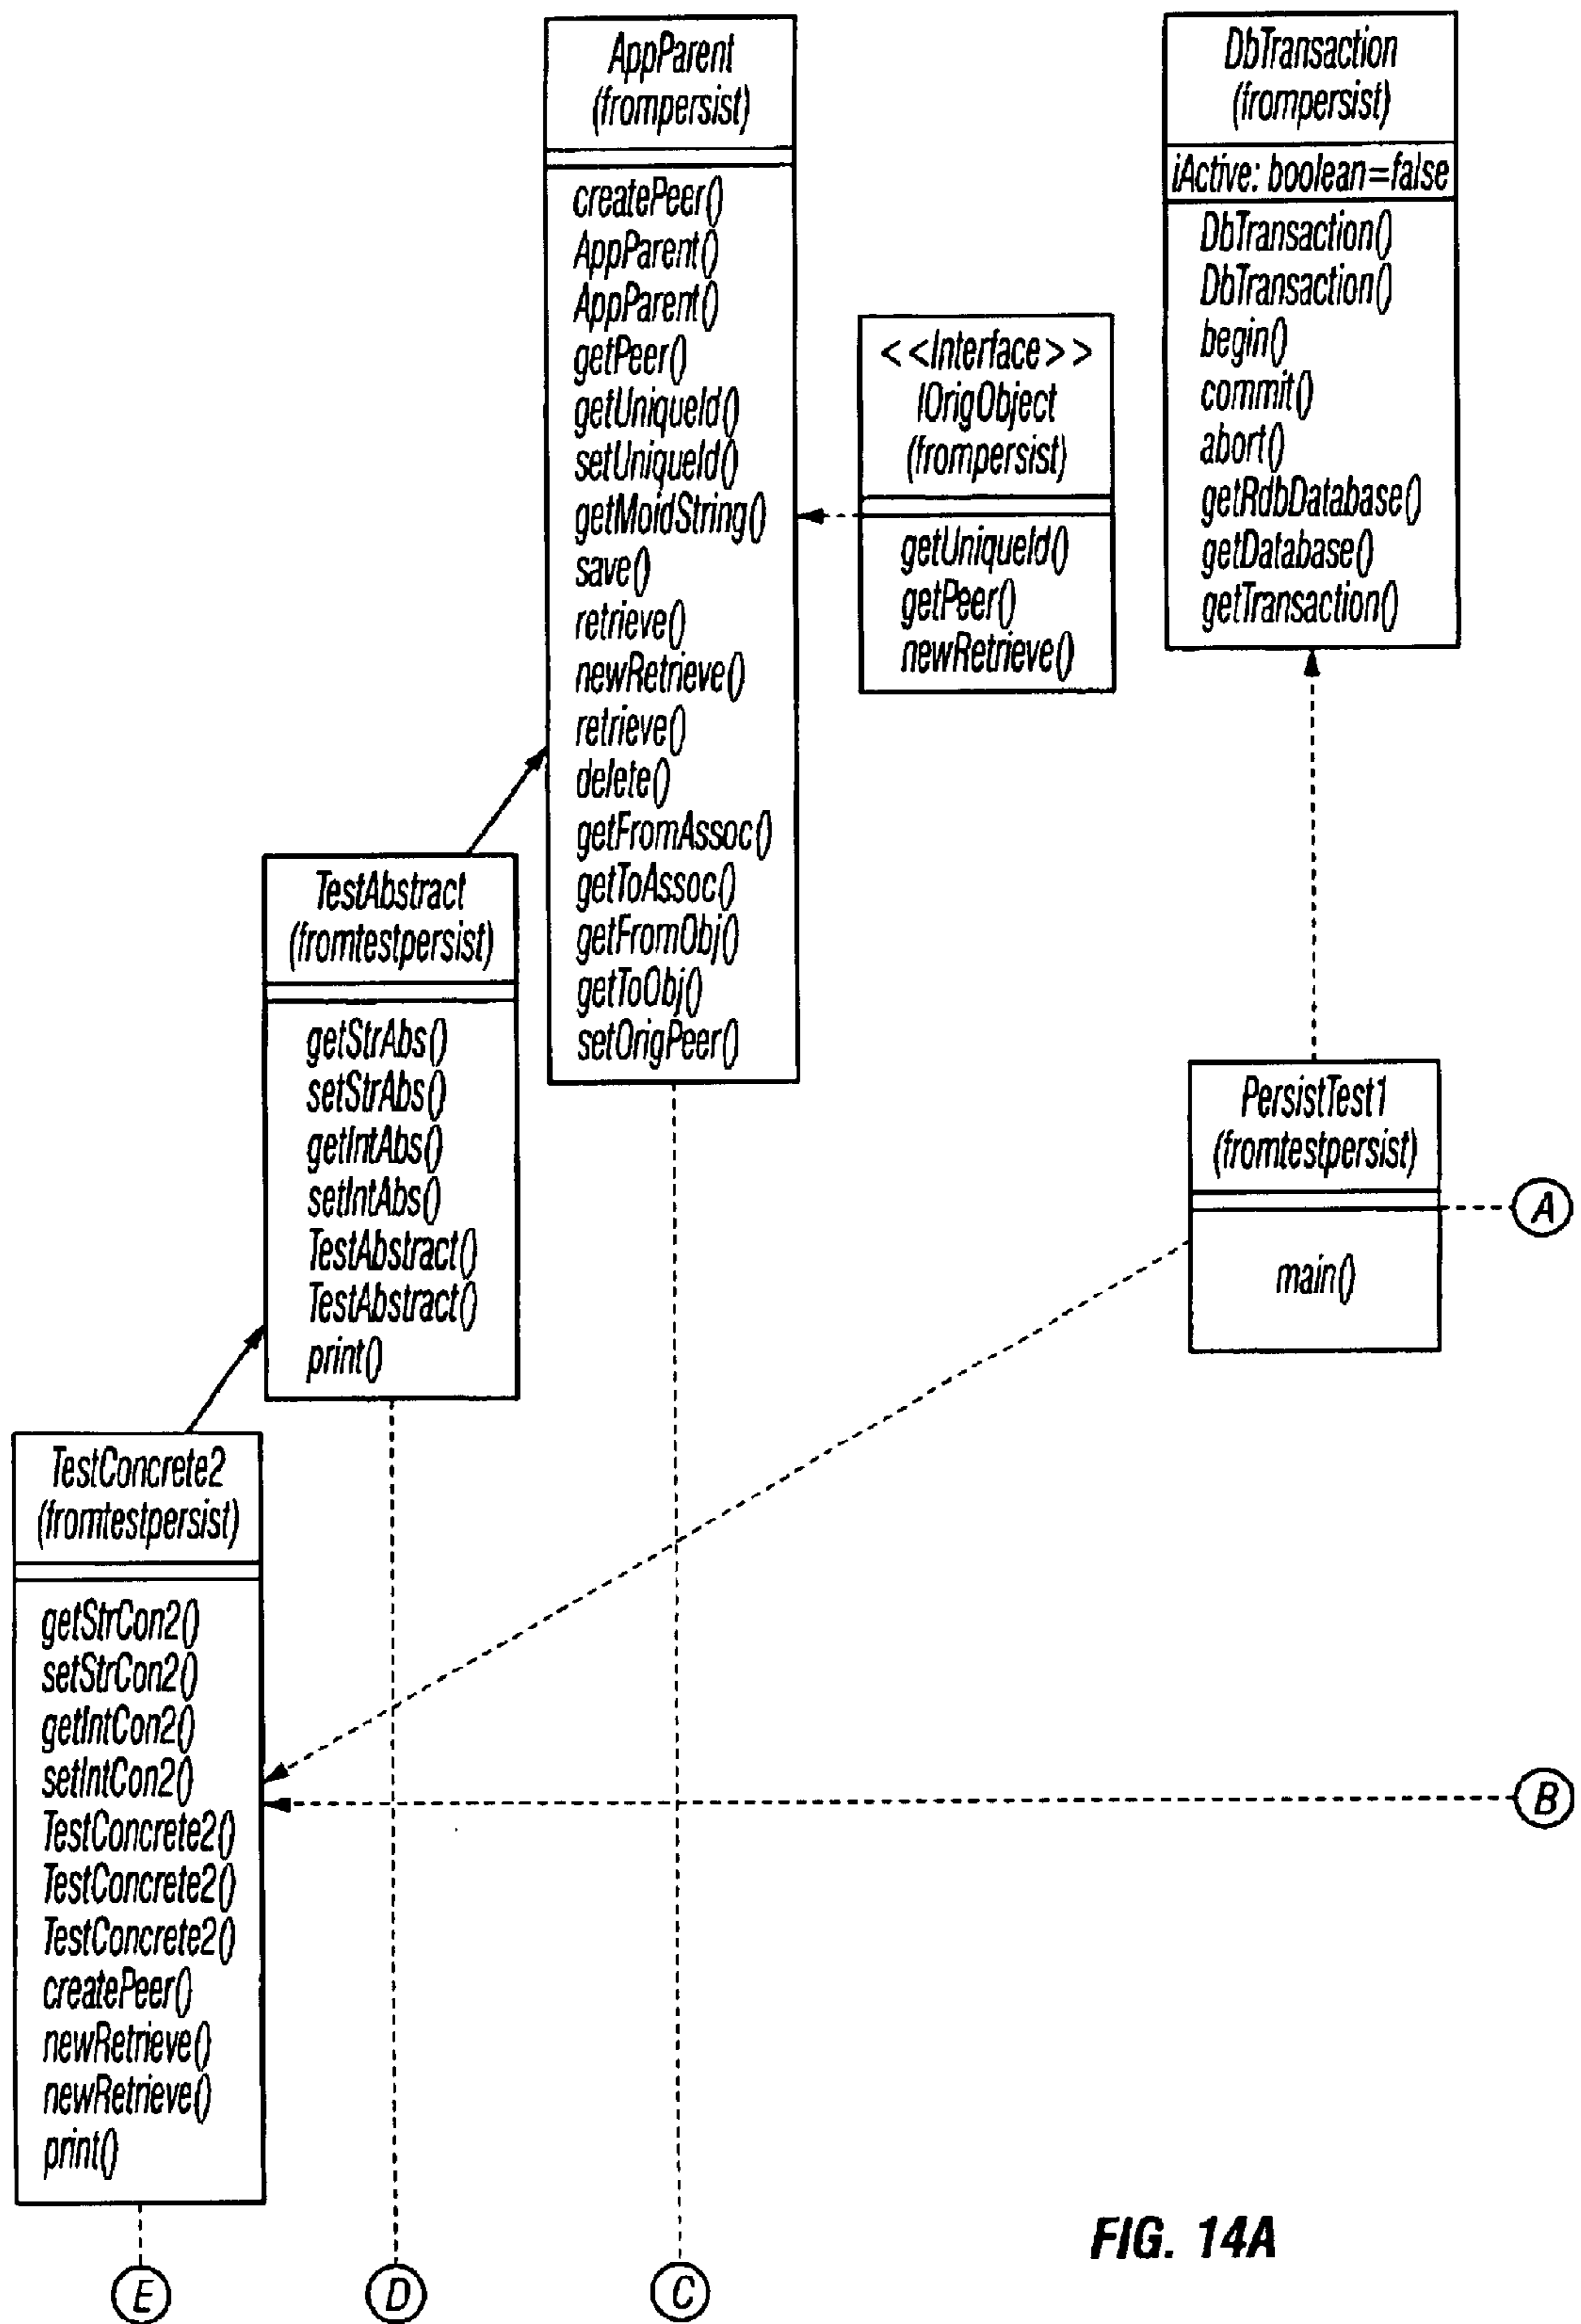 AppParent
(frompersist)
createPeer()
AppParent()
AppParent()
getPeer()
getUniqueId()
setUniqueId()
getMoidString()
save()
retrieve()
newRetrieve()
retrieve()
delete()
getFromAssoc()
getToAssoc()
getFromObj()
getToObj()
setOrigPeer()
<<Interface>>
IOrigObject
(frompersist)
getUniqueId()
getPeer()
newRetrieve()
DbTransaction
(frompersist)
iActive: boolean=false
DbTransaction()
DbTransaction()
begin()
commit()
abort()
getRdbDatabase()
getDatabase()
getTransaction()
TestAbstract
(fromtestpersist)
getStrAbs()
setStrAbs()
getIntAbs()
setIntAbs()
TestAbstract()
TestAbstract()
print()
PersistTest1
(fromtestpersist)
main()
A
TestConcrete2
(fromtestpersist)
getStrCon2()
setStrCon2()
getIntCon2()
setIntCon2()
TestConcrete2()
TestConcrete2()
TestConcrete2()
createPeer()
newRetrieve()
newRetrieve()
print()
B
E
D
C
FIG. 14A